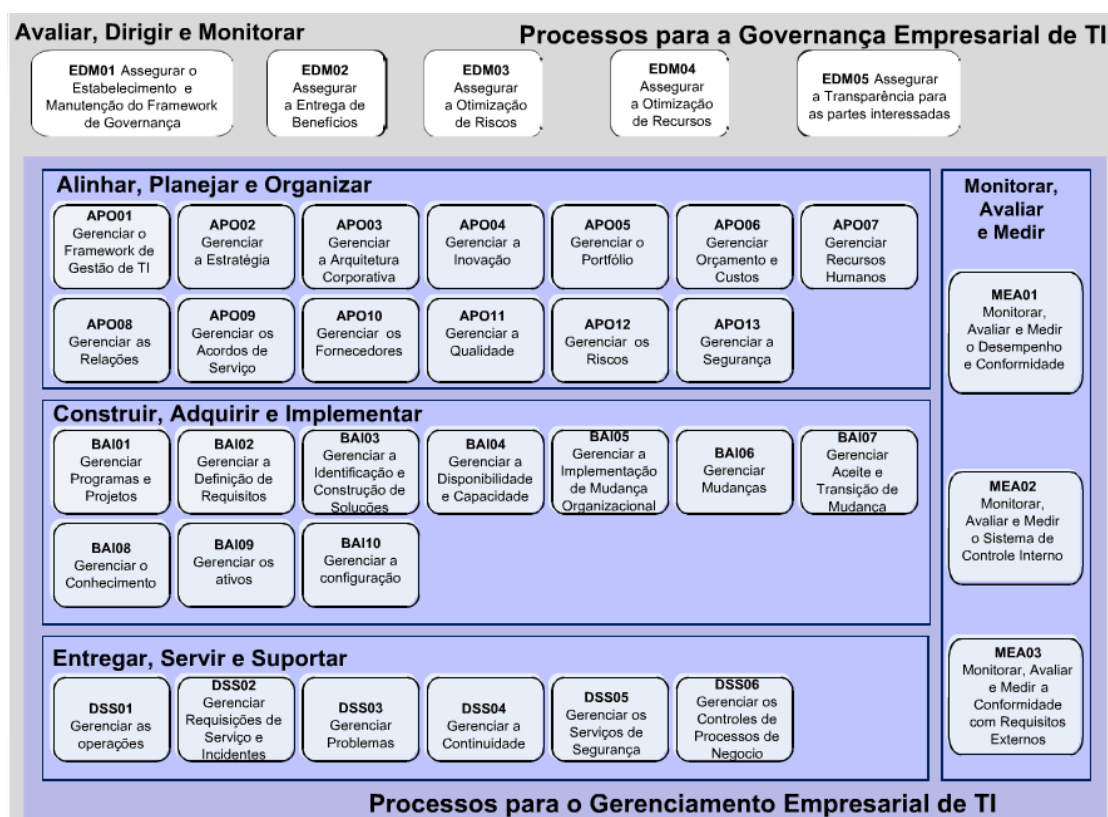 Avaliar, Dirigir e Monitorar
Processos para a Governança Empresarial de TI
EDM01 Assegurar o
Estabelecimento e
Manutenção do Framework
de Governança
EDM02
Assegurar
a Entrega de
Benefícios
EDM03
Assegurar
a Otimização
de Riscos
EDM04
Assegurar
a Otimização
de Recursos
EDM05 Assegurar
a Transparência para
as partes interessadas
Alinhar, Planejar e Organizar
APO01
Gerenciar o
Framework de
Gestão de TI
APO02
Gerenciar
a Estratégia
APO03
Gerenciar
a Arquitetura
Corporativa
APO04
Gerenciar a
Inovação
APO05
Gerenciar o
Portfólio
APO06
Gerenciar
Orçamento e
Custos
APO07
Gerenciar
Recursos
Humanos
APO08
Gerenciar as
Relações
APO09
Gerenciar os
Acordos de
Serviço
APO10
Gerenciar os
Fornecedores
APO11
Gerenciar a
Qualidade
APO12
Gerenciar os
Riscos
APO13
Gerenciar a
Segurança
Construir, Adquirir e Implementar
BAI01
Gerenciar
Programas e
Projetos
BAI02
Gerenciar a
Definição de
Requisitos
BAI03
Gerenciar a
Identificação e
Construção de
Soluções
BAI04
Gerenciar a
Disponibilidade
e Capacidade
BAI05
Gerenciar a
Implementação
de Mudança
Organizacional
BAI06
Gerenciar
Mudanças
BAI07
Gerenciar
Aceite e
Transição de
Mudança
BAI08
Gerenciar o
Conhecimento
BAI09
Gerenciar os
ativos
BAI10
Gerenciar a
configuração
Entregar, Servir e Suportar
DSS01
Gerenciar as
operações
DSS02
Gerenciar
Requisições de
Serviço e
Incidentes
DSS03
Gerenciar
Problemas
DSS04
Gerenciar a
Continuidade
DSS05
Gerenciar os
Serviços de
Segurança
DSS06
Gerenciar os
Controles de
Processos de
Negocio
Monitorar,
Avaliar
e Medir
MEA01
Monitorar,
Avaliar e Medir
o Desempenho
e Conformidade
MEA02
Monitorar,
Avaliar e Medir
o Sistema de
Controle Interno
MEA03
Monitorar, Avaliar
e Medir a
Conformidade
com Requisitos
Externos
Processos para o Gerenciamento Empresarial de TI